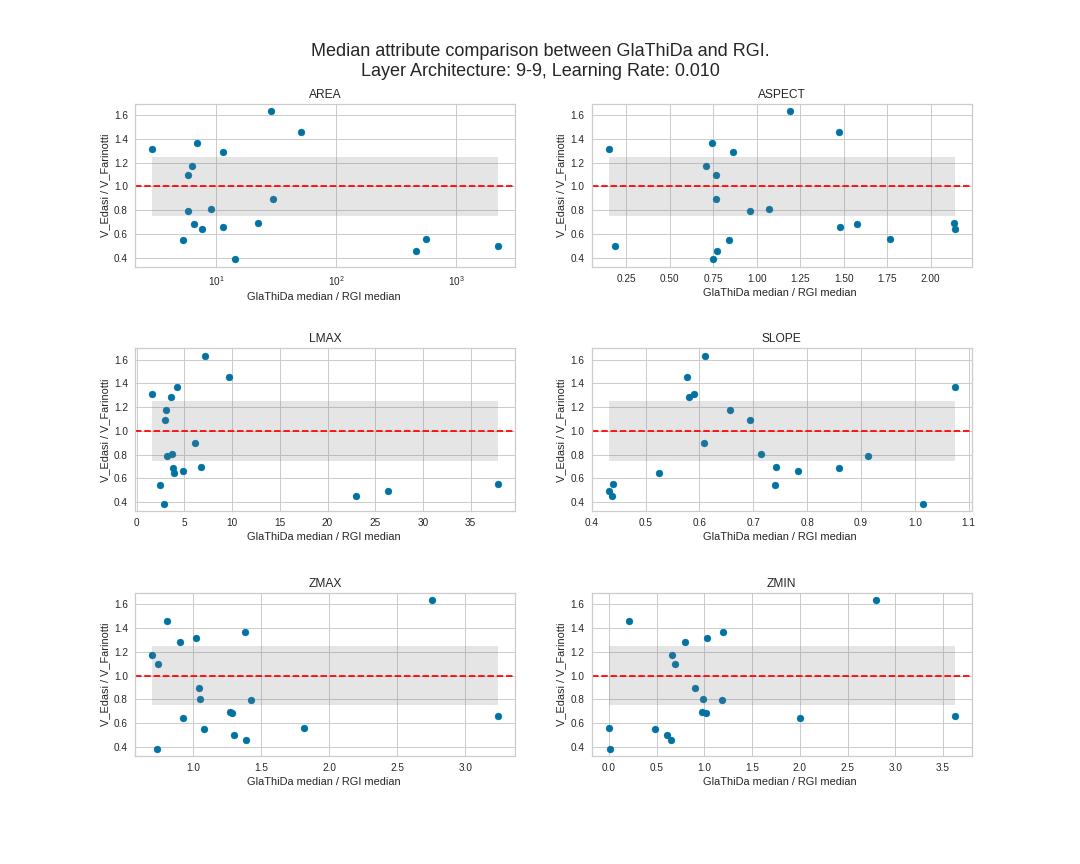 Median attribute comparison between GlaThiDa and RGI.
Layer Architecture: 9-9, Learning Rate: 0.010
AREA
V_Edasi / V_Farinotti
1.6
1.4
1.2
1.0
0.8
0.6
0.4
10¹ 10² 10³
GlaThiDa median / RGI median
ASPECT
V_Edasi / V_Farinotti
1.6
1.4
1.2
1.0
0.8
0.6
0.4
0.25 0.50 0.75 1.00 1.25 1.50 1.75 2.00
GlaThiDa median / RGI median
LMAX
V_Edasi / V_Farinotti
1.6
1.4
1.2
1.0
0.8
0.6
0.4
0 5 10 15 20 25 30 35
GlaThiDa median / RGI median
SLOPE
V_Edasi / V_Farinotti
1.6
1.4
1.2
1.0
0.8
0.6
0.4
0.4 0.5 0.6 0.7 0.8 0.9 1.0 1.1
GlaThiDa median / RGI median
ZMAX
V_Edasi / V_Farinotti
1.6
1.4
1.2
1.0
0.8
0.6
0.4
1.0 1.5 2.0 2.5 3.0
GlaThiDa median / RGI median
ZMIN
V_Edasi / V_Farinotti
1.6
1.4
1.2
1.0
0.8
0.6
0.4
0.0 0.5 1.0 1.5 2.0 2.5 3.0 3.5
GlaThiDa median / RGI median